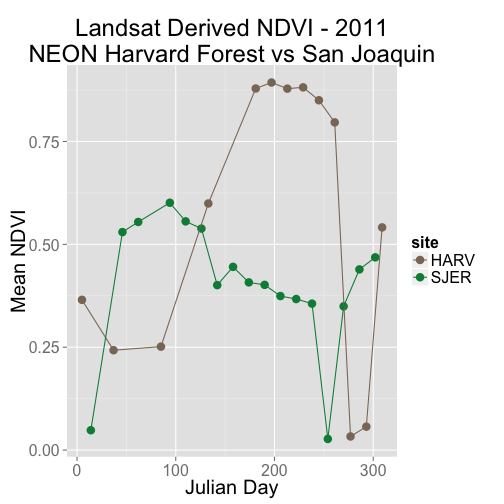 Landsat Derived NDVI - 2011
NEON Harvard Forest vs San Joaquin
Mean NDVI
0.75
0.50
0.25
0.00
0
100
200
300
Julian Day
site
HARV
SJER